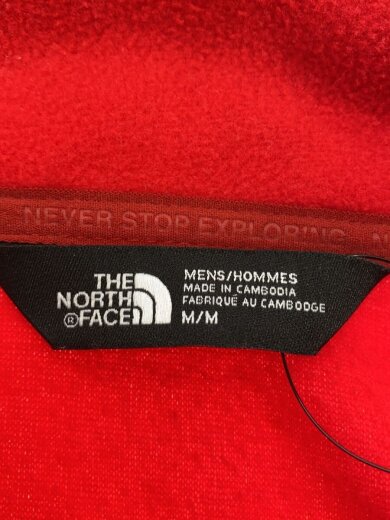 NEVER STOP EXPLORING N
THE
NORTH
®FACE
MENS/HOMMES
MADE IN CAMBODIA
FABRIQUÉ AU CAMBODGE
M/M